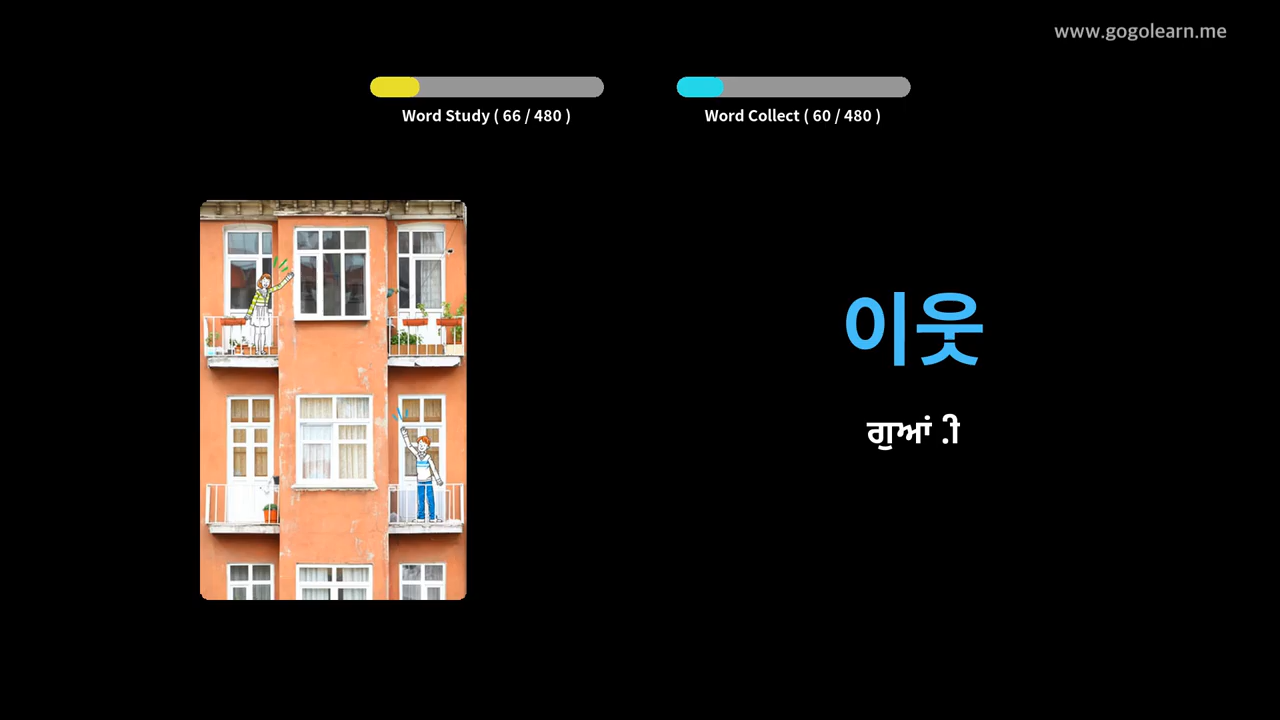 www.gogolearn.me
Word Study ( 66 / 480 )
Word Collect ( 60 / 480 )
이웃
ਗੁਆਂ .ੀ